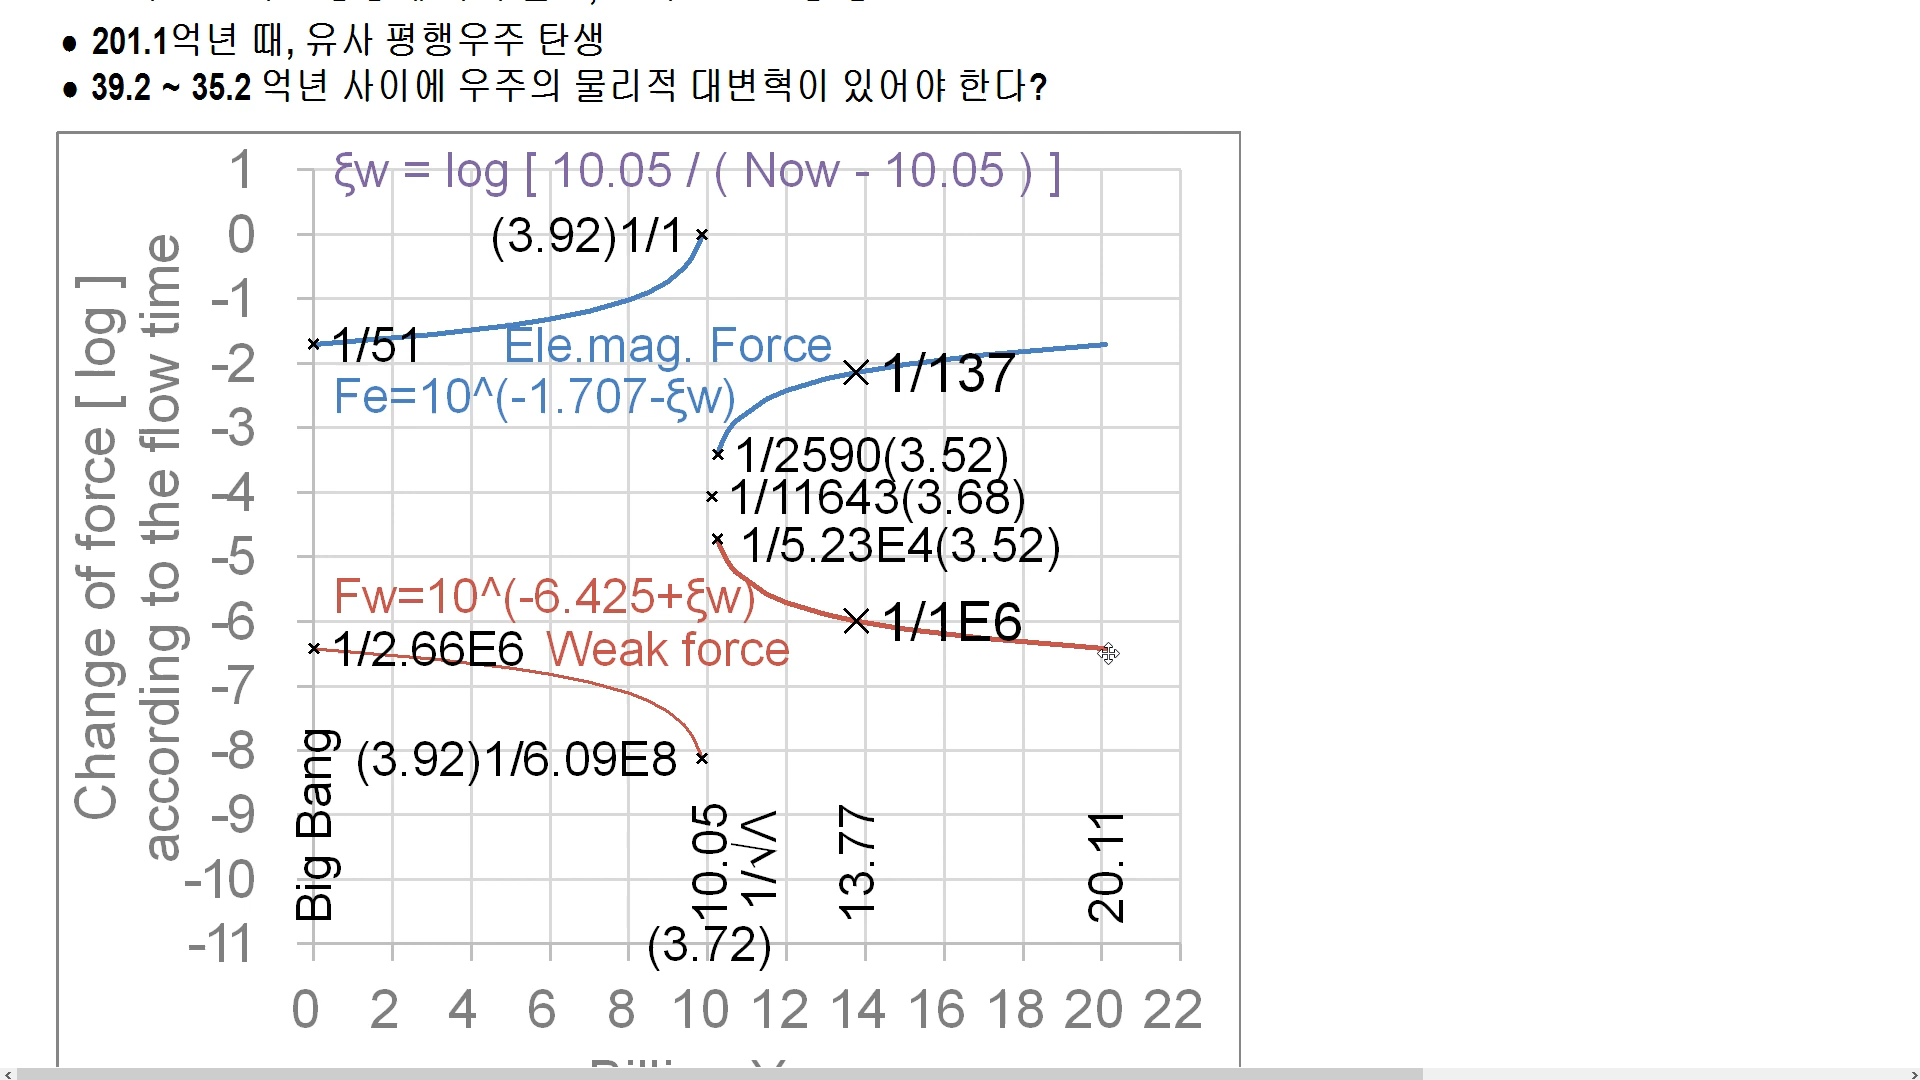 ● 201.1억년 때, 유사 평행우주 탄생
● 39.2 ~ 35.2 억년 사이에 우주의 물리적 대변혁이 있어야 한다?
ξw = log [ 10.05 / ( Now - 10.05 ) ]
Change of force [ log ]
according to the flow time
1
0
-1
-2
-3
-4
-5
-6
-7
-8
-9
-10
-11
(3.92)1/1
1/51
Ele.mag. Force
1/137
Fe=10^(-1.707-ξw)
1/2590(3.52)
1/11643(3.68)
1/5.23E4(3.52)
Fw=10^(-6.425+ξw)
1/1E6
1/2.66E6
Weak force
(3.92)1/6.09E8
Big Bang
10.05
1/√Λ
(3.72)
13.77
20.11
0 2 4 6 8 10 12 14 16 18 20 22